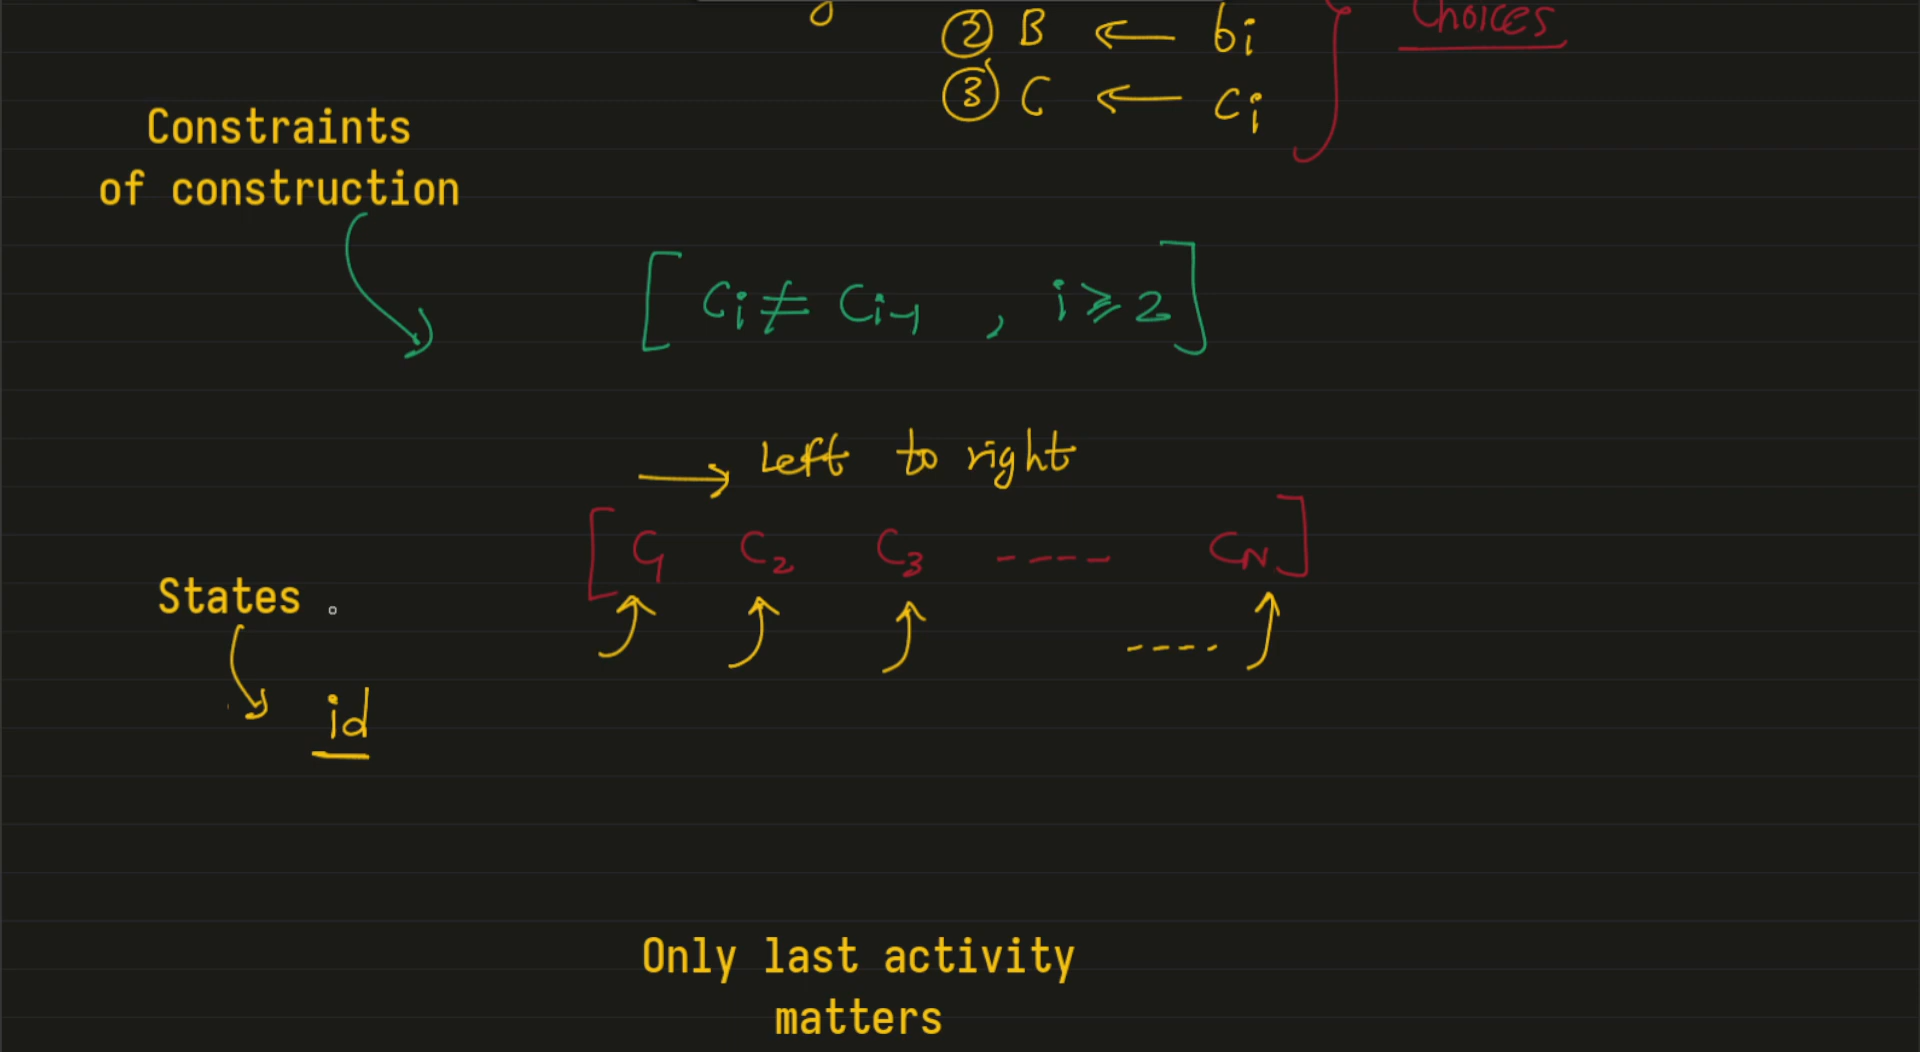 ② B ← bi
Choices
③ C ← Ci
Constraints
of construction
[ Ci ≠ Ci-1 , i ≥ 2 ]
→ Left to right
[ C1 C2 C3 ---- CN ]
States
----
id
Only last activity
matters